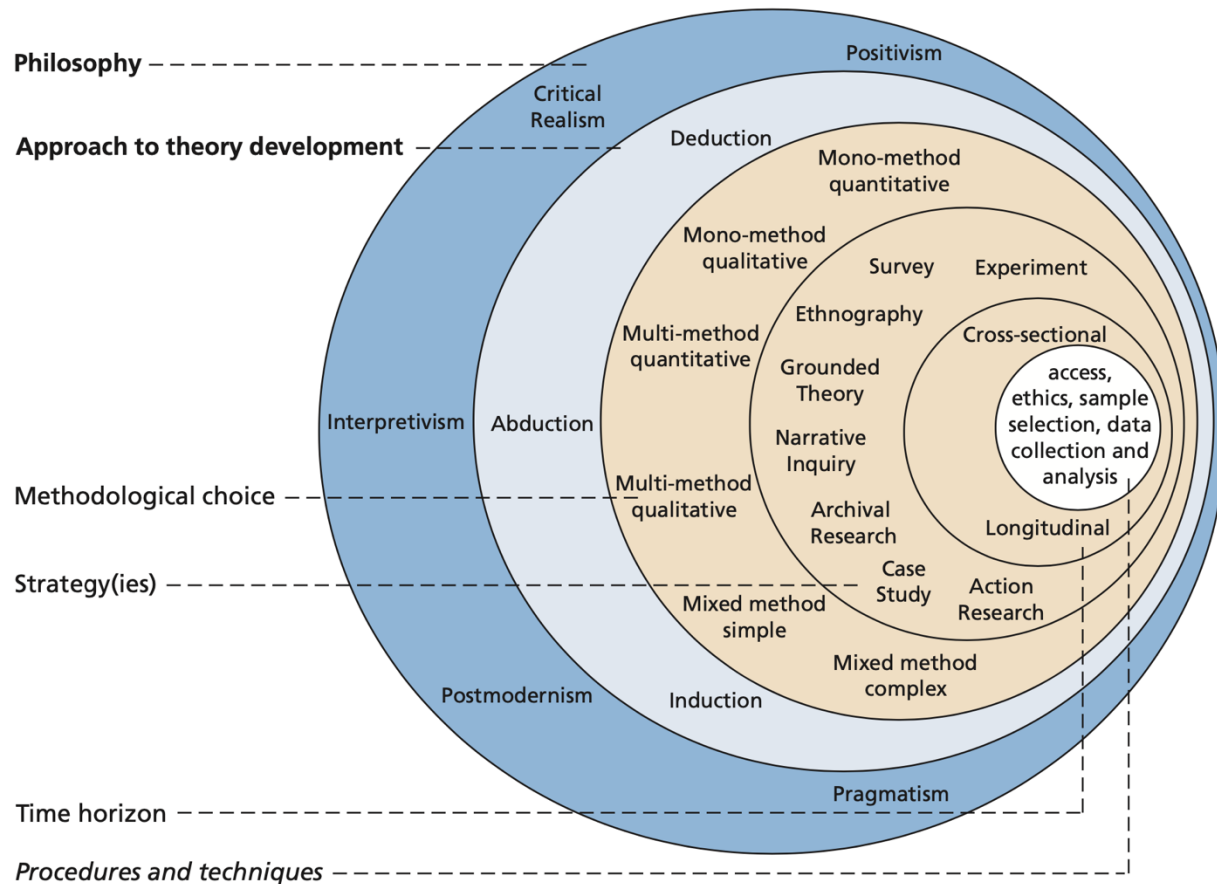 Philosophy
Positivism
Critical
Realism
Approach to theory development
Deduction
Mono-method
quantitative
Mono-method
qualitative
Survey
Experiment
Ethnography
Cross-sectional
Multi-method
quantitative
Grounded
Theory
access,
ethics, sample
selection, data
collection and
analysis
Interpretivism
Abduction
Narrative
Inquiry
Methodological choice
Multi-method
qualitative
Archival
Research
Longitudinal
Strategy(ies)
Case
Study
Action
Research
Mixed method
simple
Mixed method
complex
Postmodernism
Induction
Pragmatism
Time horizon
Procedures and techniques